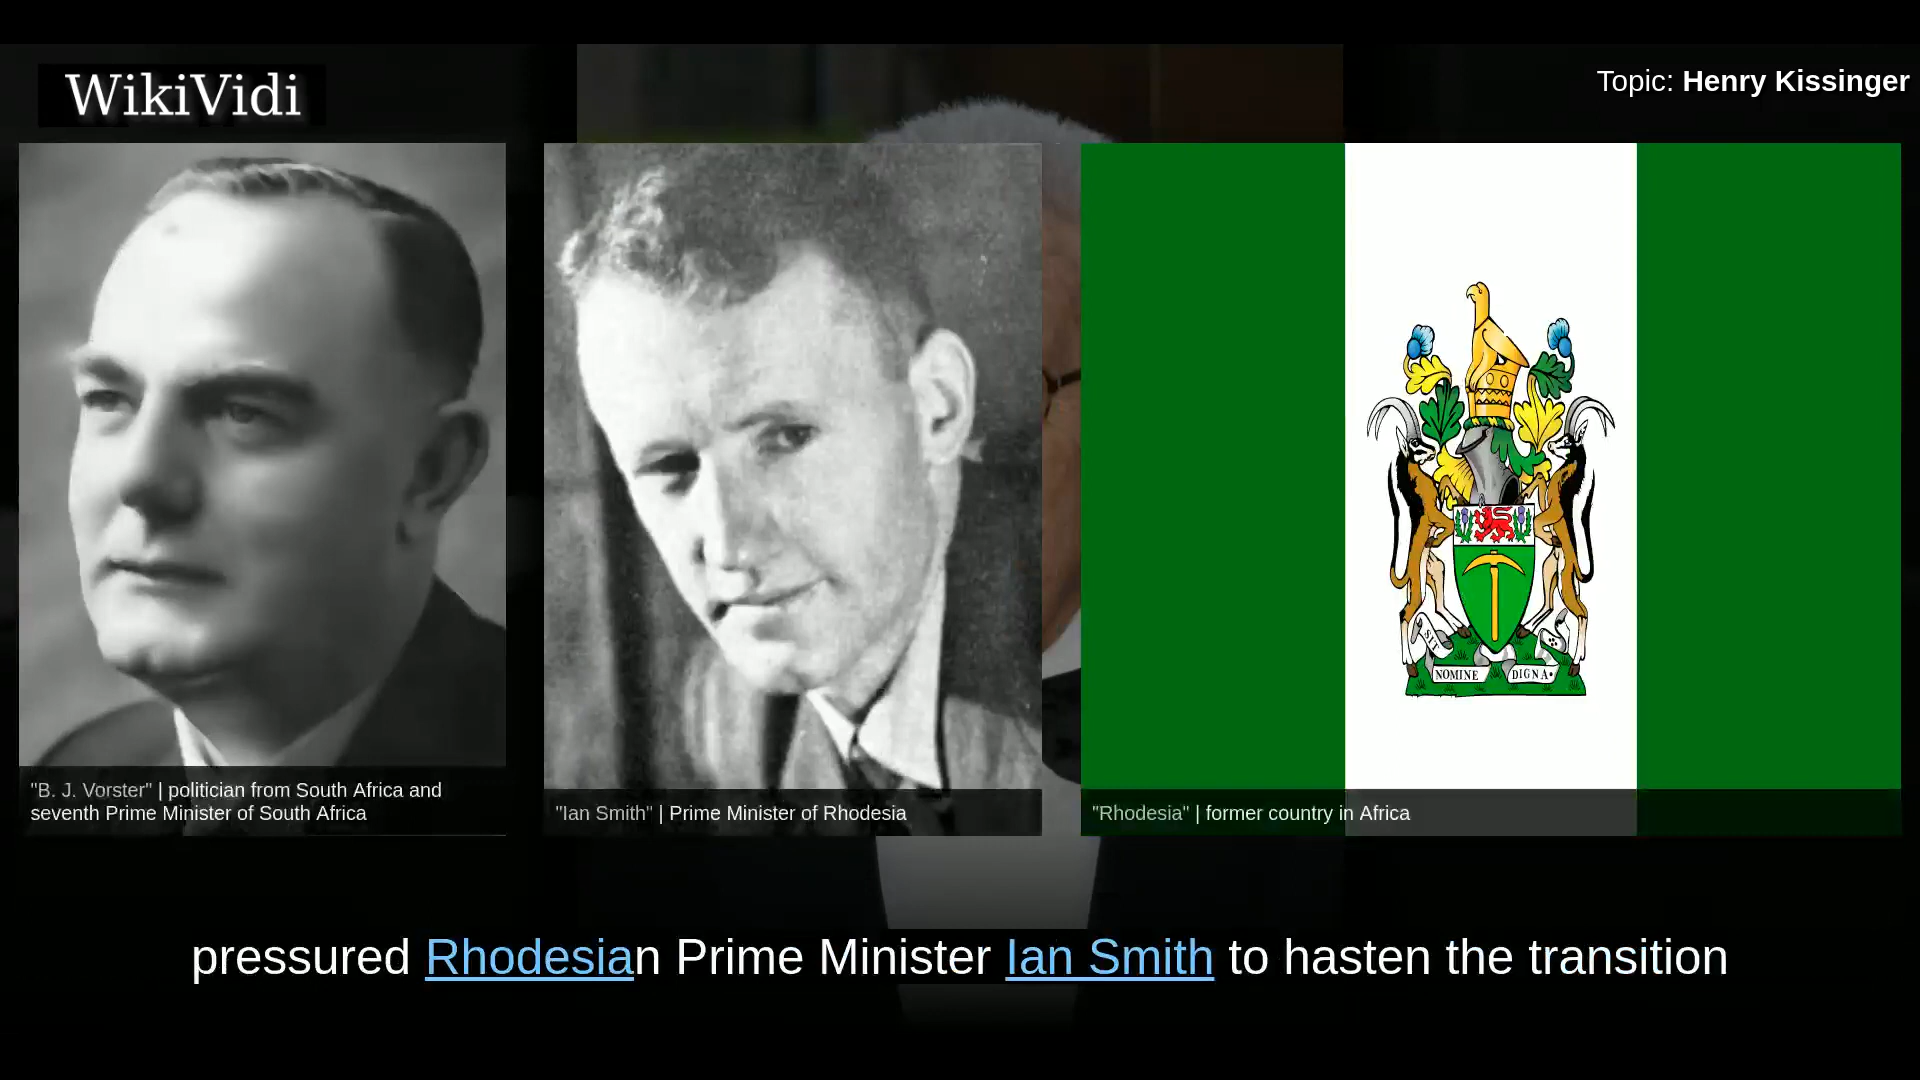 WikiVidi
Topic: Henry Kissinger
SIT
NOMINE
DIGNA
"B. J. Vorster" | politician from South Africa and
seventh Prime Minister of South Africa
"Ian Smith" | Prime Minister of Rhodesia
"Rhodesia" | former country in Africa
pressured Rhodesian Prime Minister Ian Smith to hasten the transition